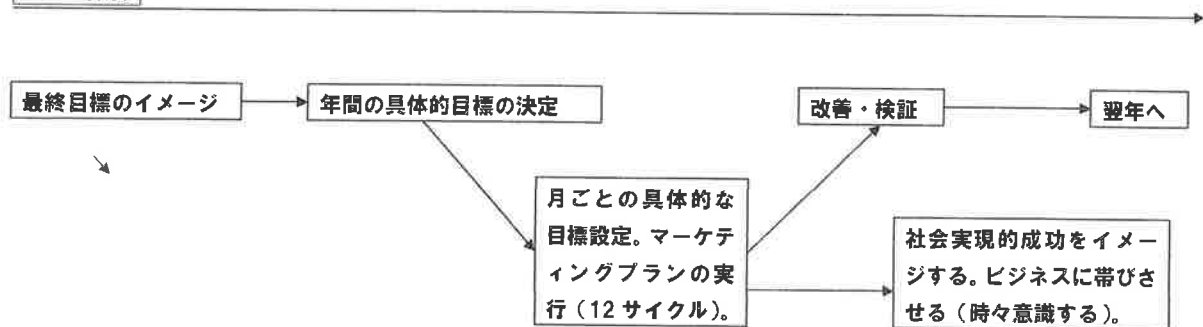 最終目標のイメージ
年間の具体的目標の決定
改善・検証
翌年へ
月ごとの具体的な
目標設定。マーケテ
ィングプランの実
行（12サイクル）。
社会実現的成功をイメー
ジする。ビジネスに帯びさ
せる（時々意識する）。